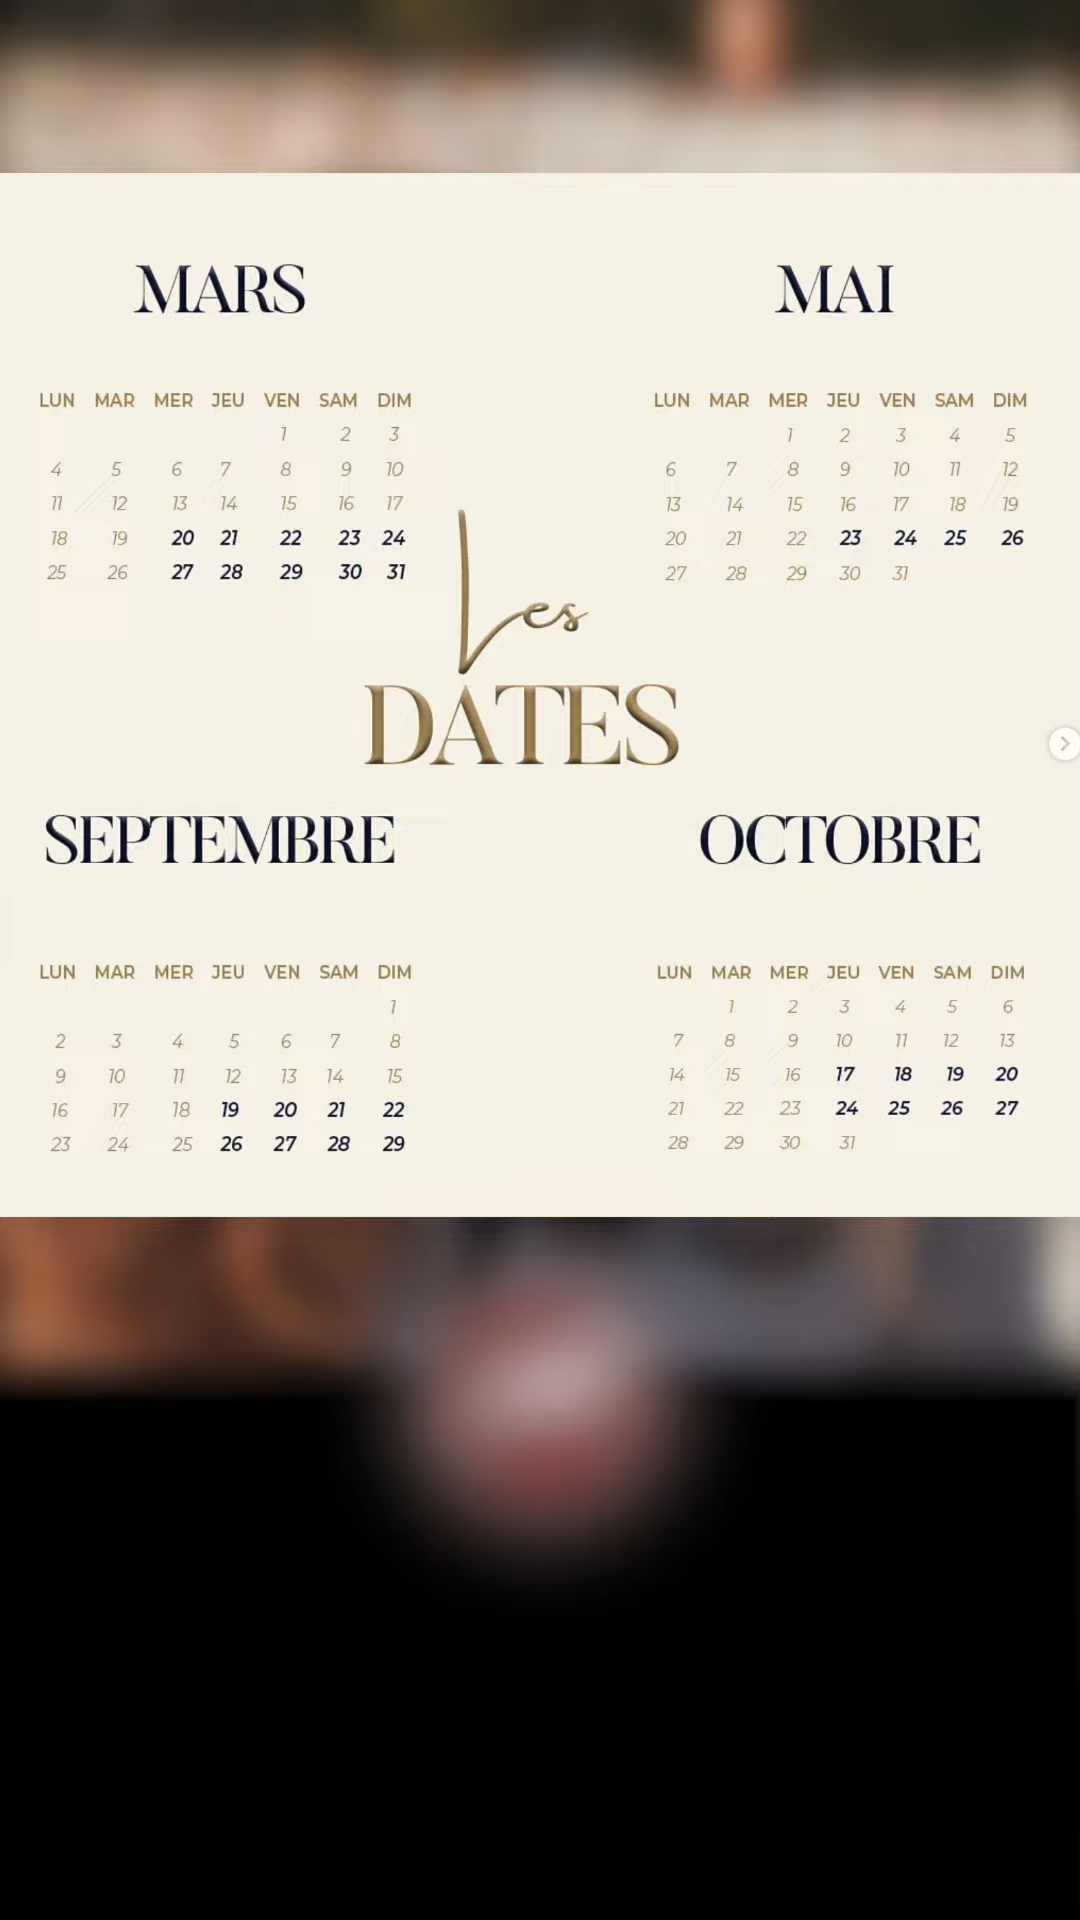 MARS
LUN MAR MER JEU VEN SAM DIM
1 2 3
4 5 6 7 8 9 10
11 12 13 14 15 16 17
18 19 20 21 22 23 24
25 26 27 28 29 30 31
MAI
LUN MAR MER JEU VEN SAM DIM
1 2 3 4 5
6 7 8 9 10 11 12
13 14 15 16 17 18 19
20 21 22 23 24 25 26
27 28 29 30 31
Les
DATES
SEPTEMBRE
LUN MAR MER JEU VEN SAM DIM
1
2 3 4 5 6 7 8
9 10 11 12 13 14 15
16 17 18 19 20 21 22
23 24 25 26 27 28 29
OCTOBRE
LUN MAR MER JEU VEN SAM DIM
1 2 3 4 5 6
7 8 9 10 11 12 13
14 15 16 17 18 19 20
21 22 23 24 25 26 27
28 29 30 31